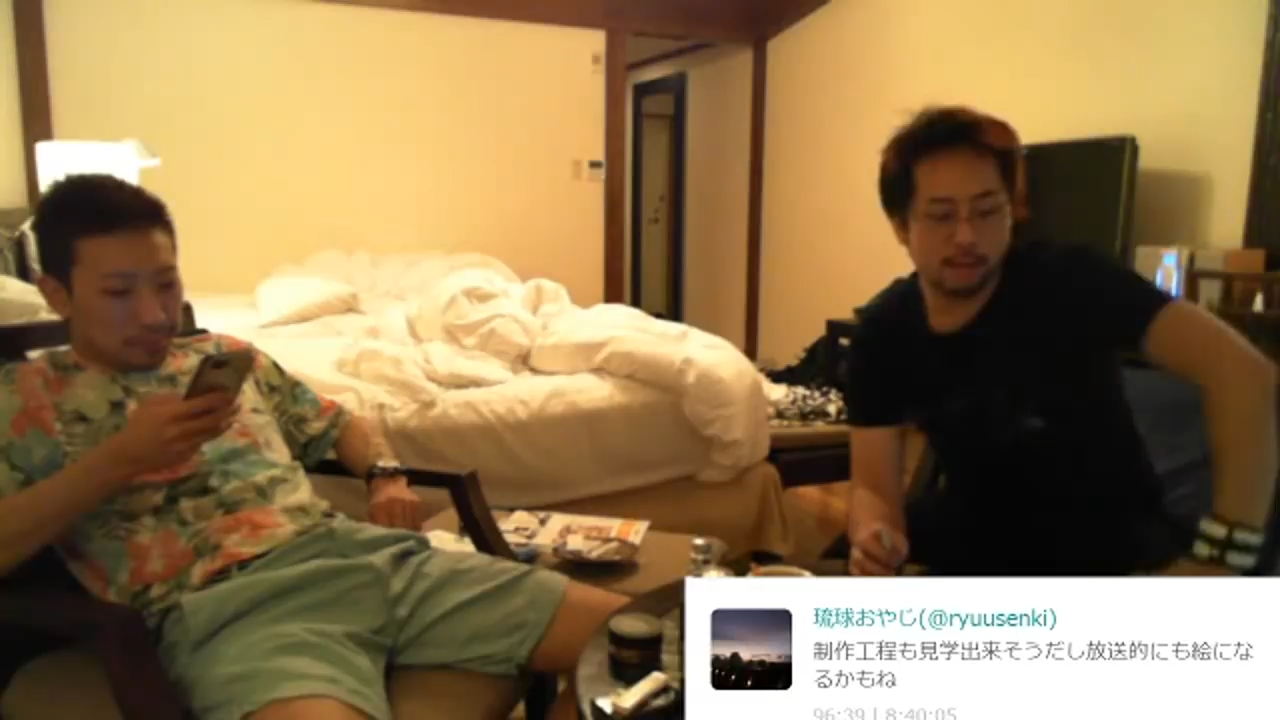 琉球おやじ(@ryuusenki)
制作工程も見学出来そうだし放送的にも絵にな
るかもね
96:39 | 8:40:05